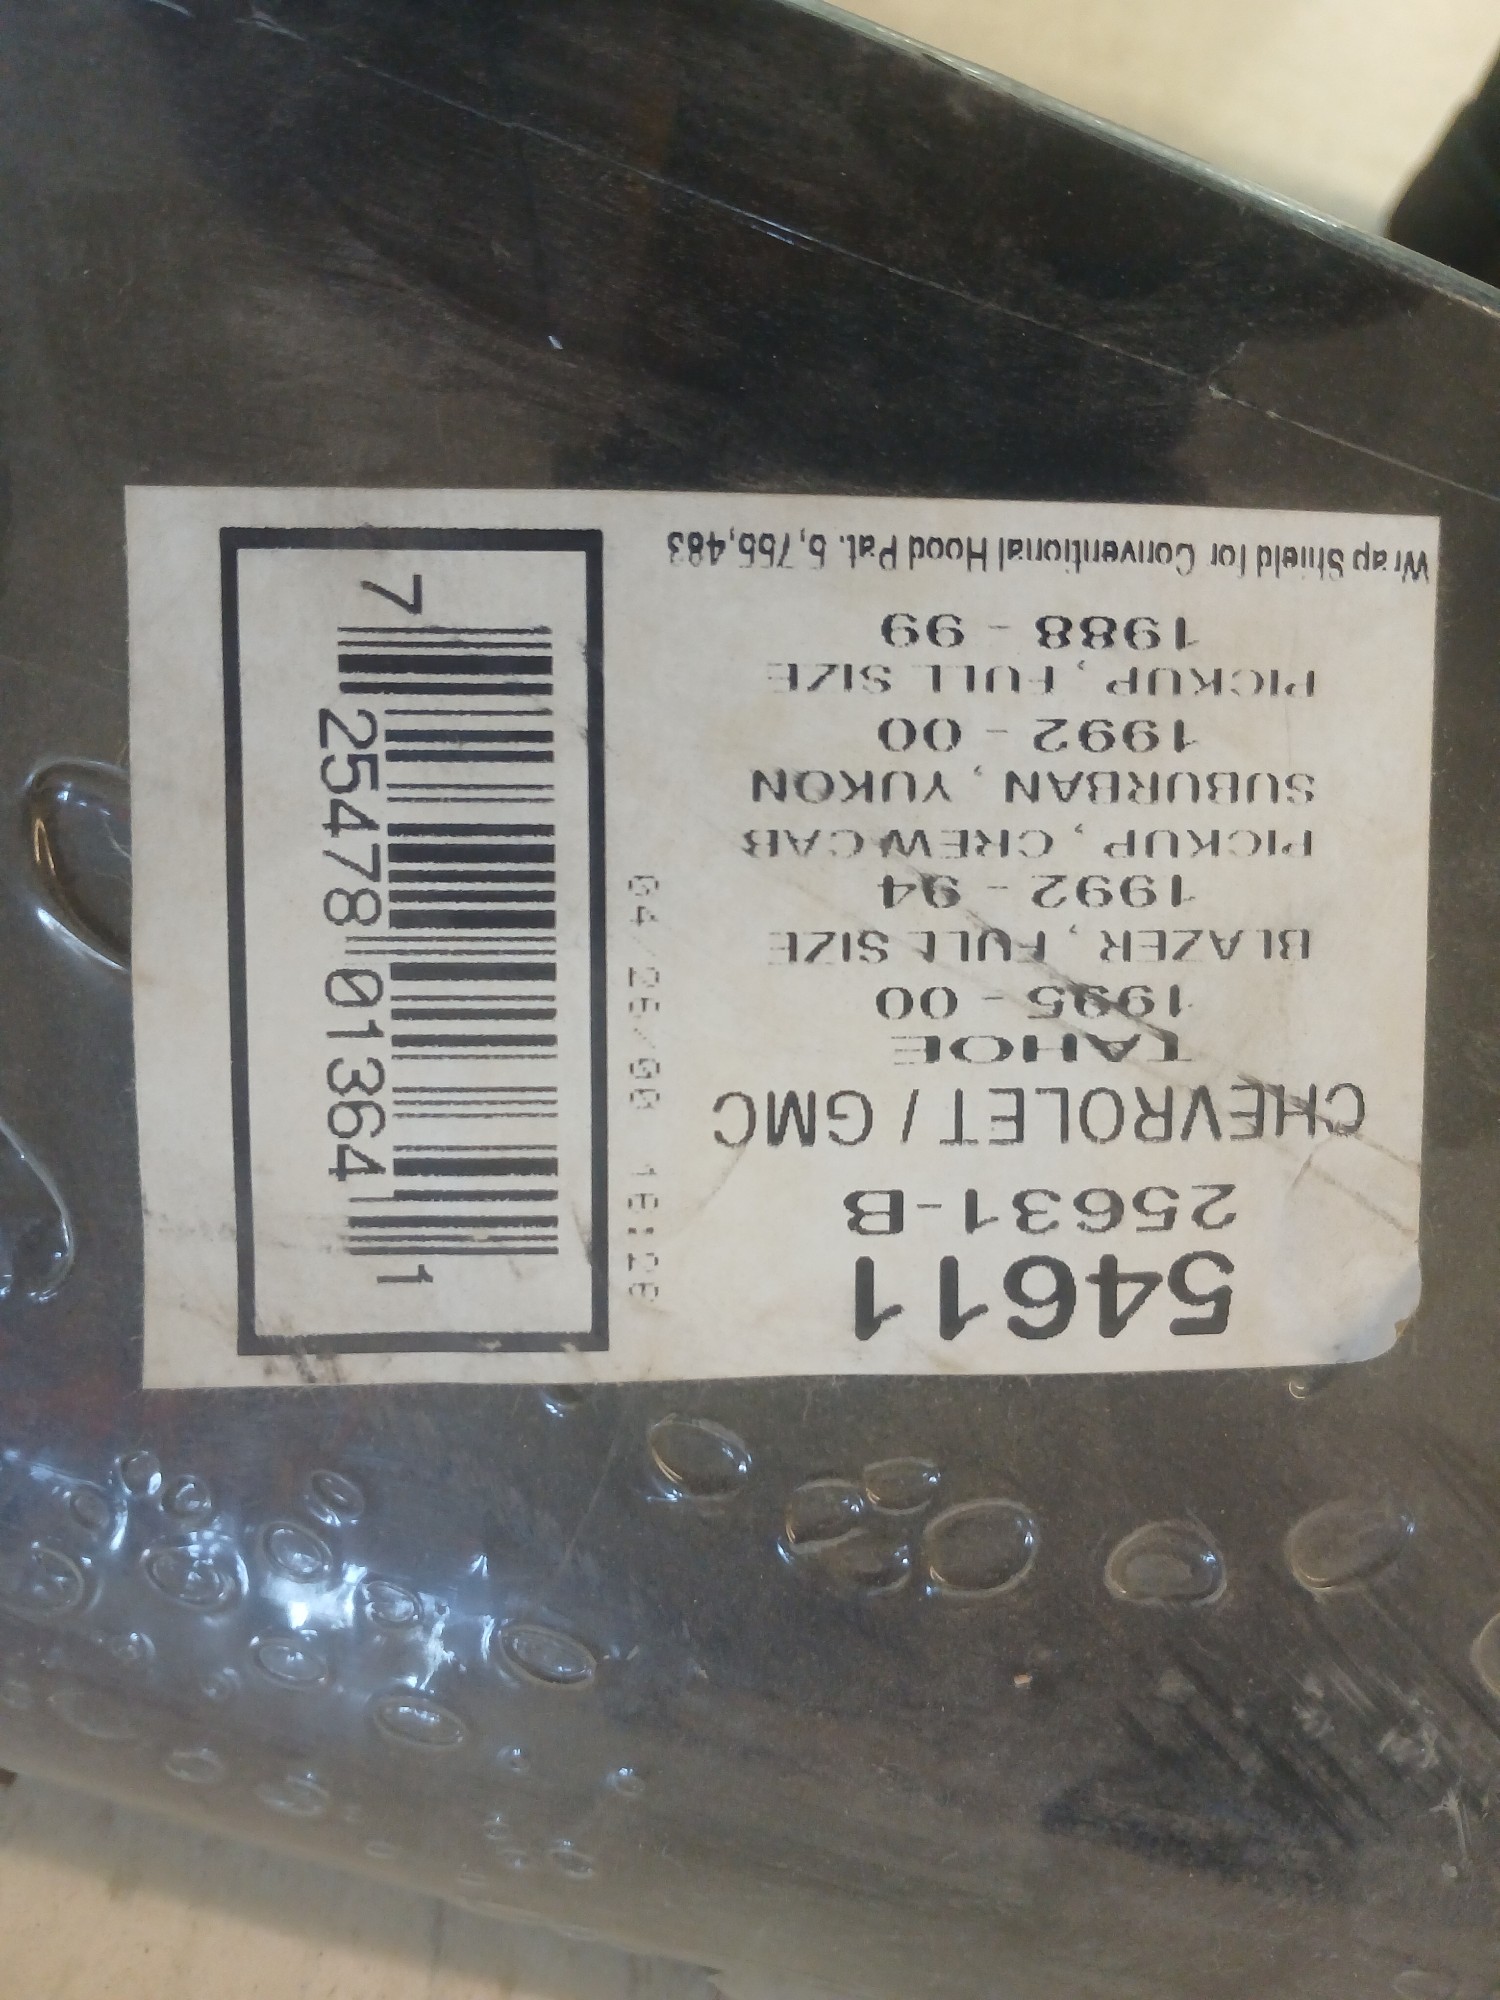 54611
25631-B
CHEVROLET / GMC
TAHOE
1995 - 00
BLAZER, FULL SIZE
1992 - 94
PICKUP, CREW CAB
SUBURBAN, YUKON
1992 - 00
PICKUP, FULL SIZE
1988 - 99
Wrap Shield for Conventional Hood Pat. 5,755,483
04/26/00 16:26
7 25478 01364 1